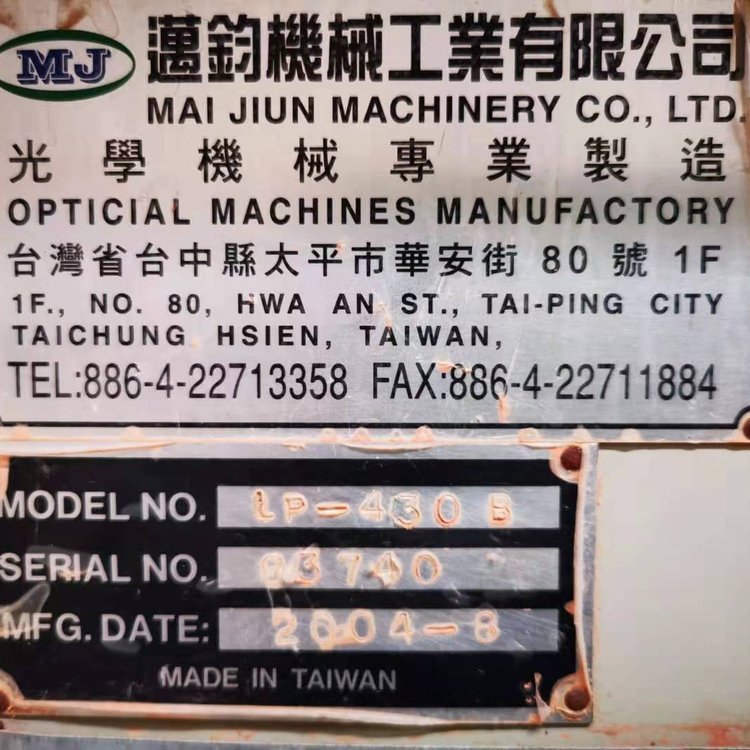 MJ 邁鈞機械工業有限公司
MAI JIUN MACHINERY CO., LTD.
光學機械專業製造
OPTICIAL MACHINES MANUFACTORY
台灣省台中縣太平市華安街 80 號 1F
1F., NO. 80, HWA AN ST., TAI-PING CITY
TAICHUNG HSIEN, TAIWAN,
TEL:886-4-22713358 FAX:886-4-22711884
MODEL NO. LP-430B
SERIAL NO. 93740
MFG. DATE: 2004-8
MADE IN TAIWAN